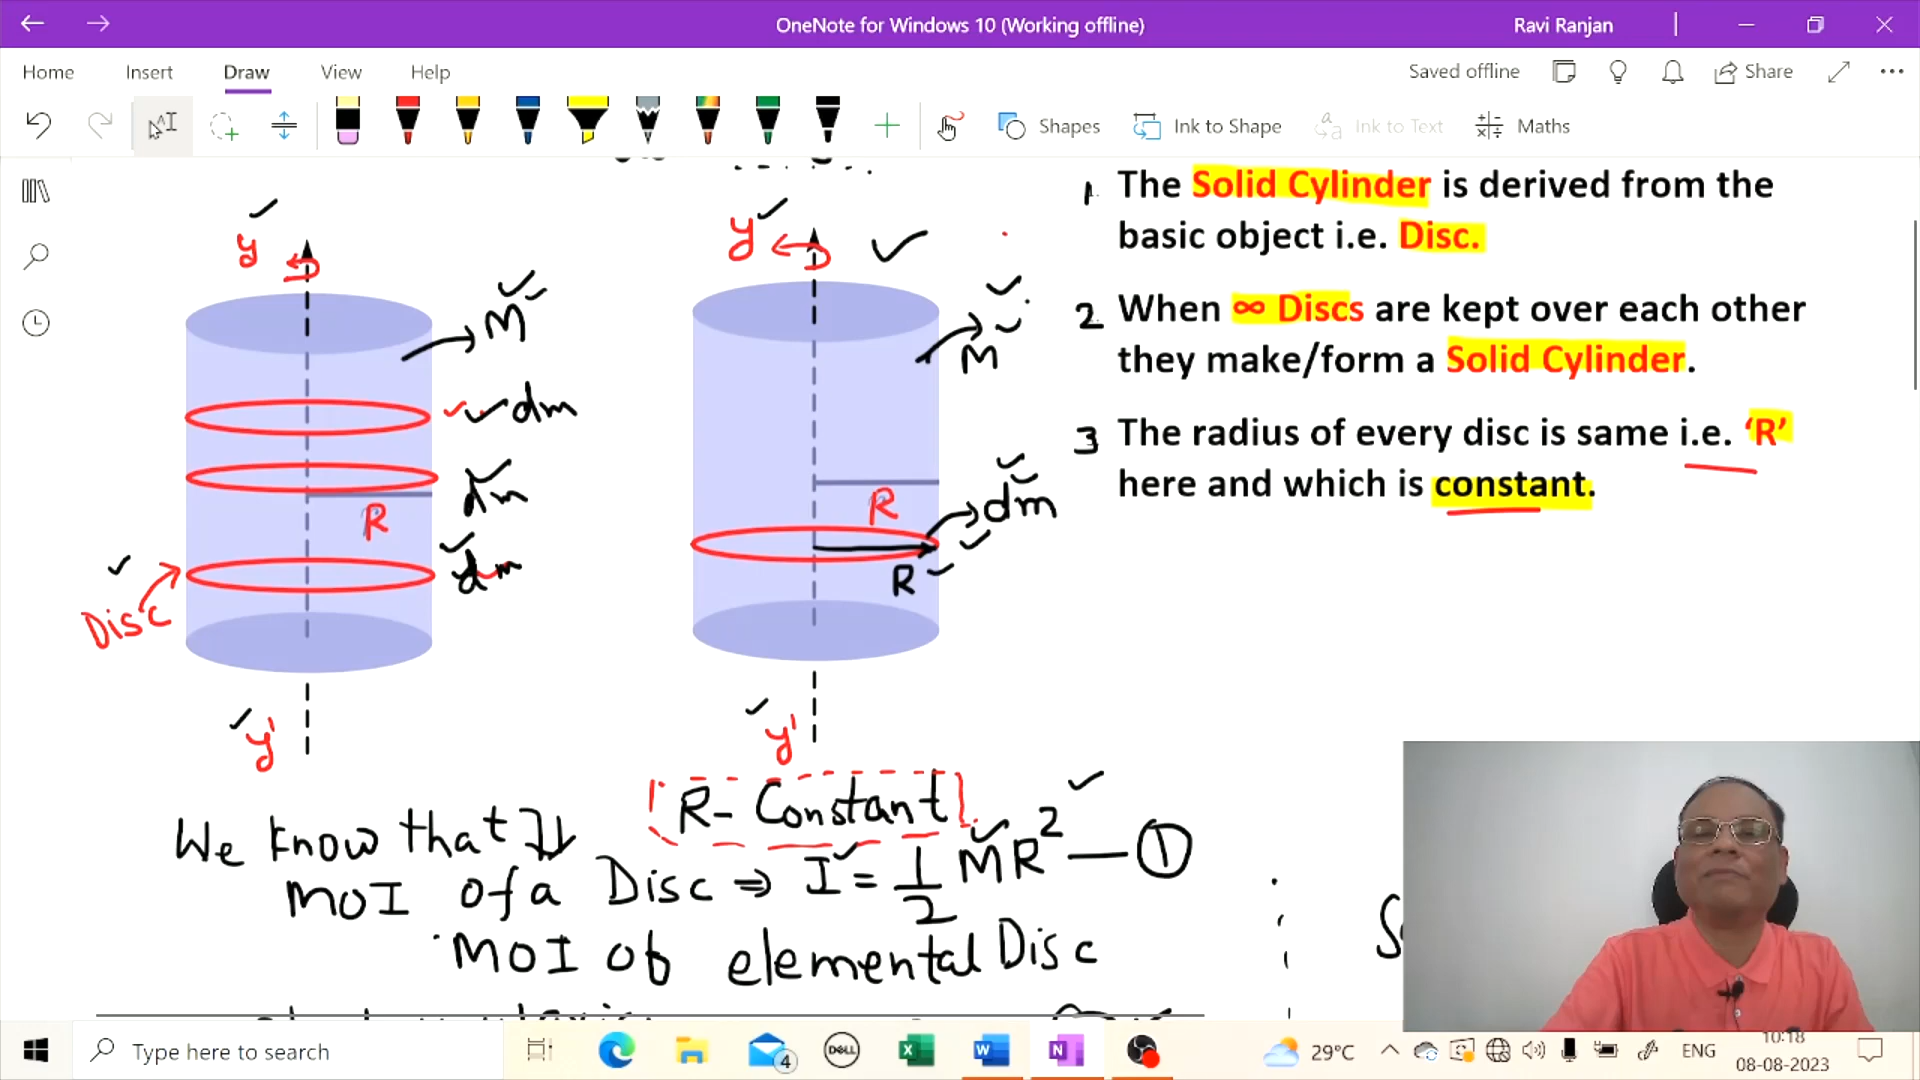 OneNote for Windows 10 (Working offline)
Ravi Ranjan
Home Insert Draw View Help
Saved offline
Share
Shapes
Ink to Shape
Ink to Text
Maths
1. The Solid Cylinder is derived from the
basic object i.e. Disc.
2 When ∞ Discs are kept over each other
they make/form a Solid Cylinder.
3 The radius of every disc is same i.e. ‘R’
here and which is constant.
y
M
dm
dm
R
dm
Disc
y'
y
M
dm
R
R
y'
R- Constant
We know that
MOI of a Disc ⇒ I = 1/2 MR² — ①
MOI of elemental Disc
Type here to search
4
DELL
29°C
ENG
10:18
08-08-2023